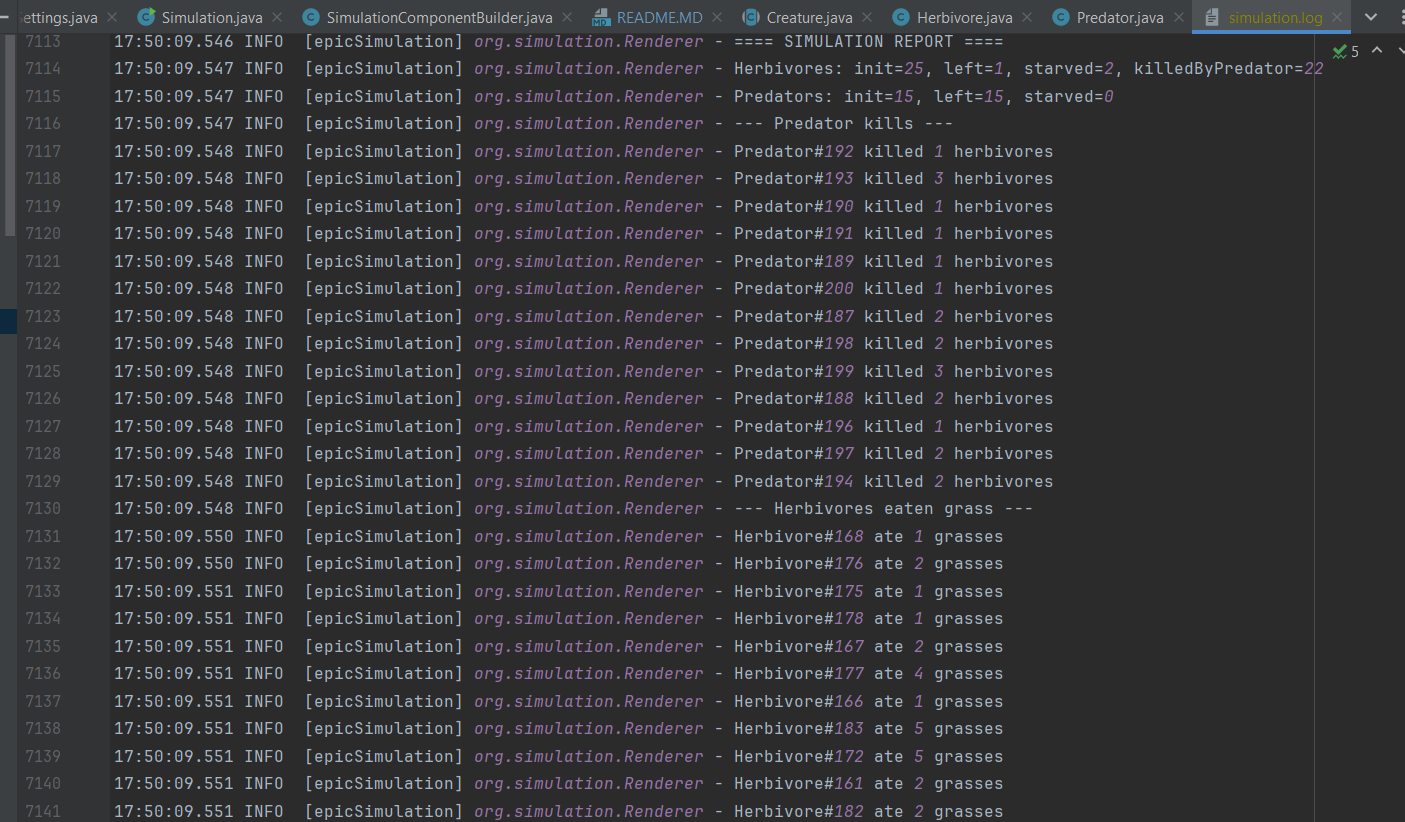 ettings.java Simulation.java SimulationComponentBuilder.java README.MD Creature.java Herbivore.java Predator.java simulation.log
5
7113 17:50:09.546 INFO [epicSimulation] org.simulation.Renderer - ==== SIMULATION REPORT ====
7114 17:50:09.547 INFO [epicSimulation] org.simulation.Renderer - Herbivores: init=25, left=1, starved=2, killedByPredator=22
7115 17:50:09.547 INFO [epicSimulation] org.simulation.Renderer - Predators: init=15, left=15, starved=0
7116 17:50:09.547 INFO [epicSimulation] org.simulation.Renderer - --- Predator kills ---
7117 17:50:09.548 INFO [epicSimulation] org.simulation.Renderer - Predator#192 killed 1 herbivores
7118 17:50:09.548 INFO [epicSimulation] org.simulation.Renderer - Predator#193 killed 3 herbivores
7119 17:50:09.548 INFO [epicSimulation] org.simulation.Renderer - Predator#190 killed 1 herbivores
7120 17:50:09.548 INFO [epicSimulation] org.simulation.Renderer - Predator#191 killed 1 herbivores
7121 17:50:09.548 INFO [epicSimulation] org.simulation.Renderer - Predator#189 killed 1 herbivores
7122 17:50:09.548 INFO [epicSimulation] org.simulation.Renderer - Predator#200 killed 1 herbivores
7123 17:50:09.548 INFO [epicSimulation] org.simulation.Renderer - Predator#187 killed 2 herbivores
7124 17:50:09.548 INFO [epicSimulation] org.simulation.Renderer - Predator#198 killed 2 herbivores
7125 17:50:09.548 INFO [epicSimulation] org.simulation.Renderer - Predator#199 killed 3 herbivores
7126 17:50:09.548 INFO [epicSimulation] org.simulation.Renderer - Predator#188 killed 2 herbivores
7127 17:50:09.548 INFO [epicSimulation] org.simulation.Renderer - Predator#196 killed 1 herbivores
7128 17:50:09.548 INFO [epicSimulation] org.simulation.Renderer - Predator#197 killed 2 herbivores
7129 17:50:09.548 INFO [epicSimulation] org.simulation.Renderer - Predator#194 killed 2 herbivores
7130 17:50:09.548 INFO [epicSimulation] org.simulation.Renderer - --- Herbivores eaten grass ---
7131 17:50:09.550 INFO [epicSimulation] org.simulation.Renderer - Herbivore#168 ate 1 grasses
7132 17:50:09.550 INFO [epicSimulation] org.simulation.Renderer - Herbivore#176 ate 2 grasses
7133 17:50:09.551 INFO [epicSimulation] org.simulation.Renderer - Herbivore#175 ate 1 grasses
7134 17:50:09.551 INFO [epicSimulation] org.simulation.Renderer - Herbivore#178 ate 1 grasses
7135 17:50:09.551 INFO [epicSimulation] org.simulation.Renderer - Herbivore#167 ate 2 grasses
7136 17:50:09.551 INFO [epicSimulation] org.simulation.Renderer - Herbivore#177 ate 4 grasses
7137 17:50:09.551 INFO [epicSimulation] org.simulation.Renderer - Herbivore#166 ate 1 grasses
7138 17:50:09.551 INFO [epicSimulation] org.simulation.Renderer - Herbivore#183 ate 5 grasses
7139 17:50:09.551 INFO [epicSimulation] org.simulation.Renderer - Herbivore#172 ate 5 grasses
7140 17:50:09.551 INFO [epicSimulation] org.simulation.Renderer - Herbivore#161 ate 2 grasses
7141 17:50:09.551 INFO [epicSimulation] org.simulation.Renderer - Herbivore#182 ate 2 grasses